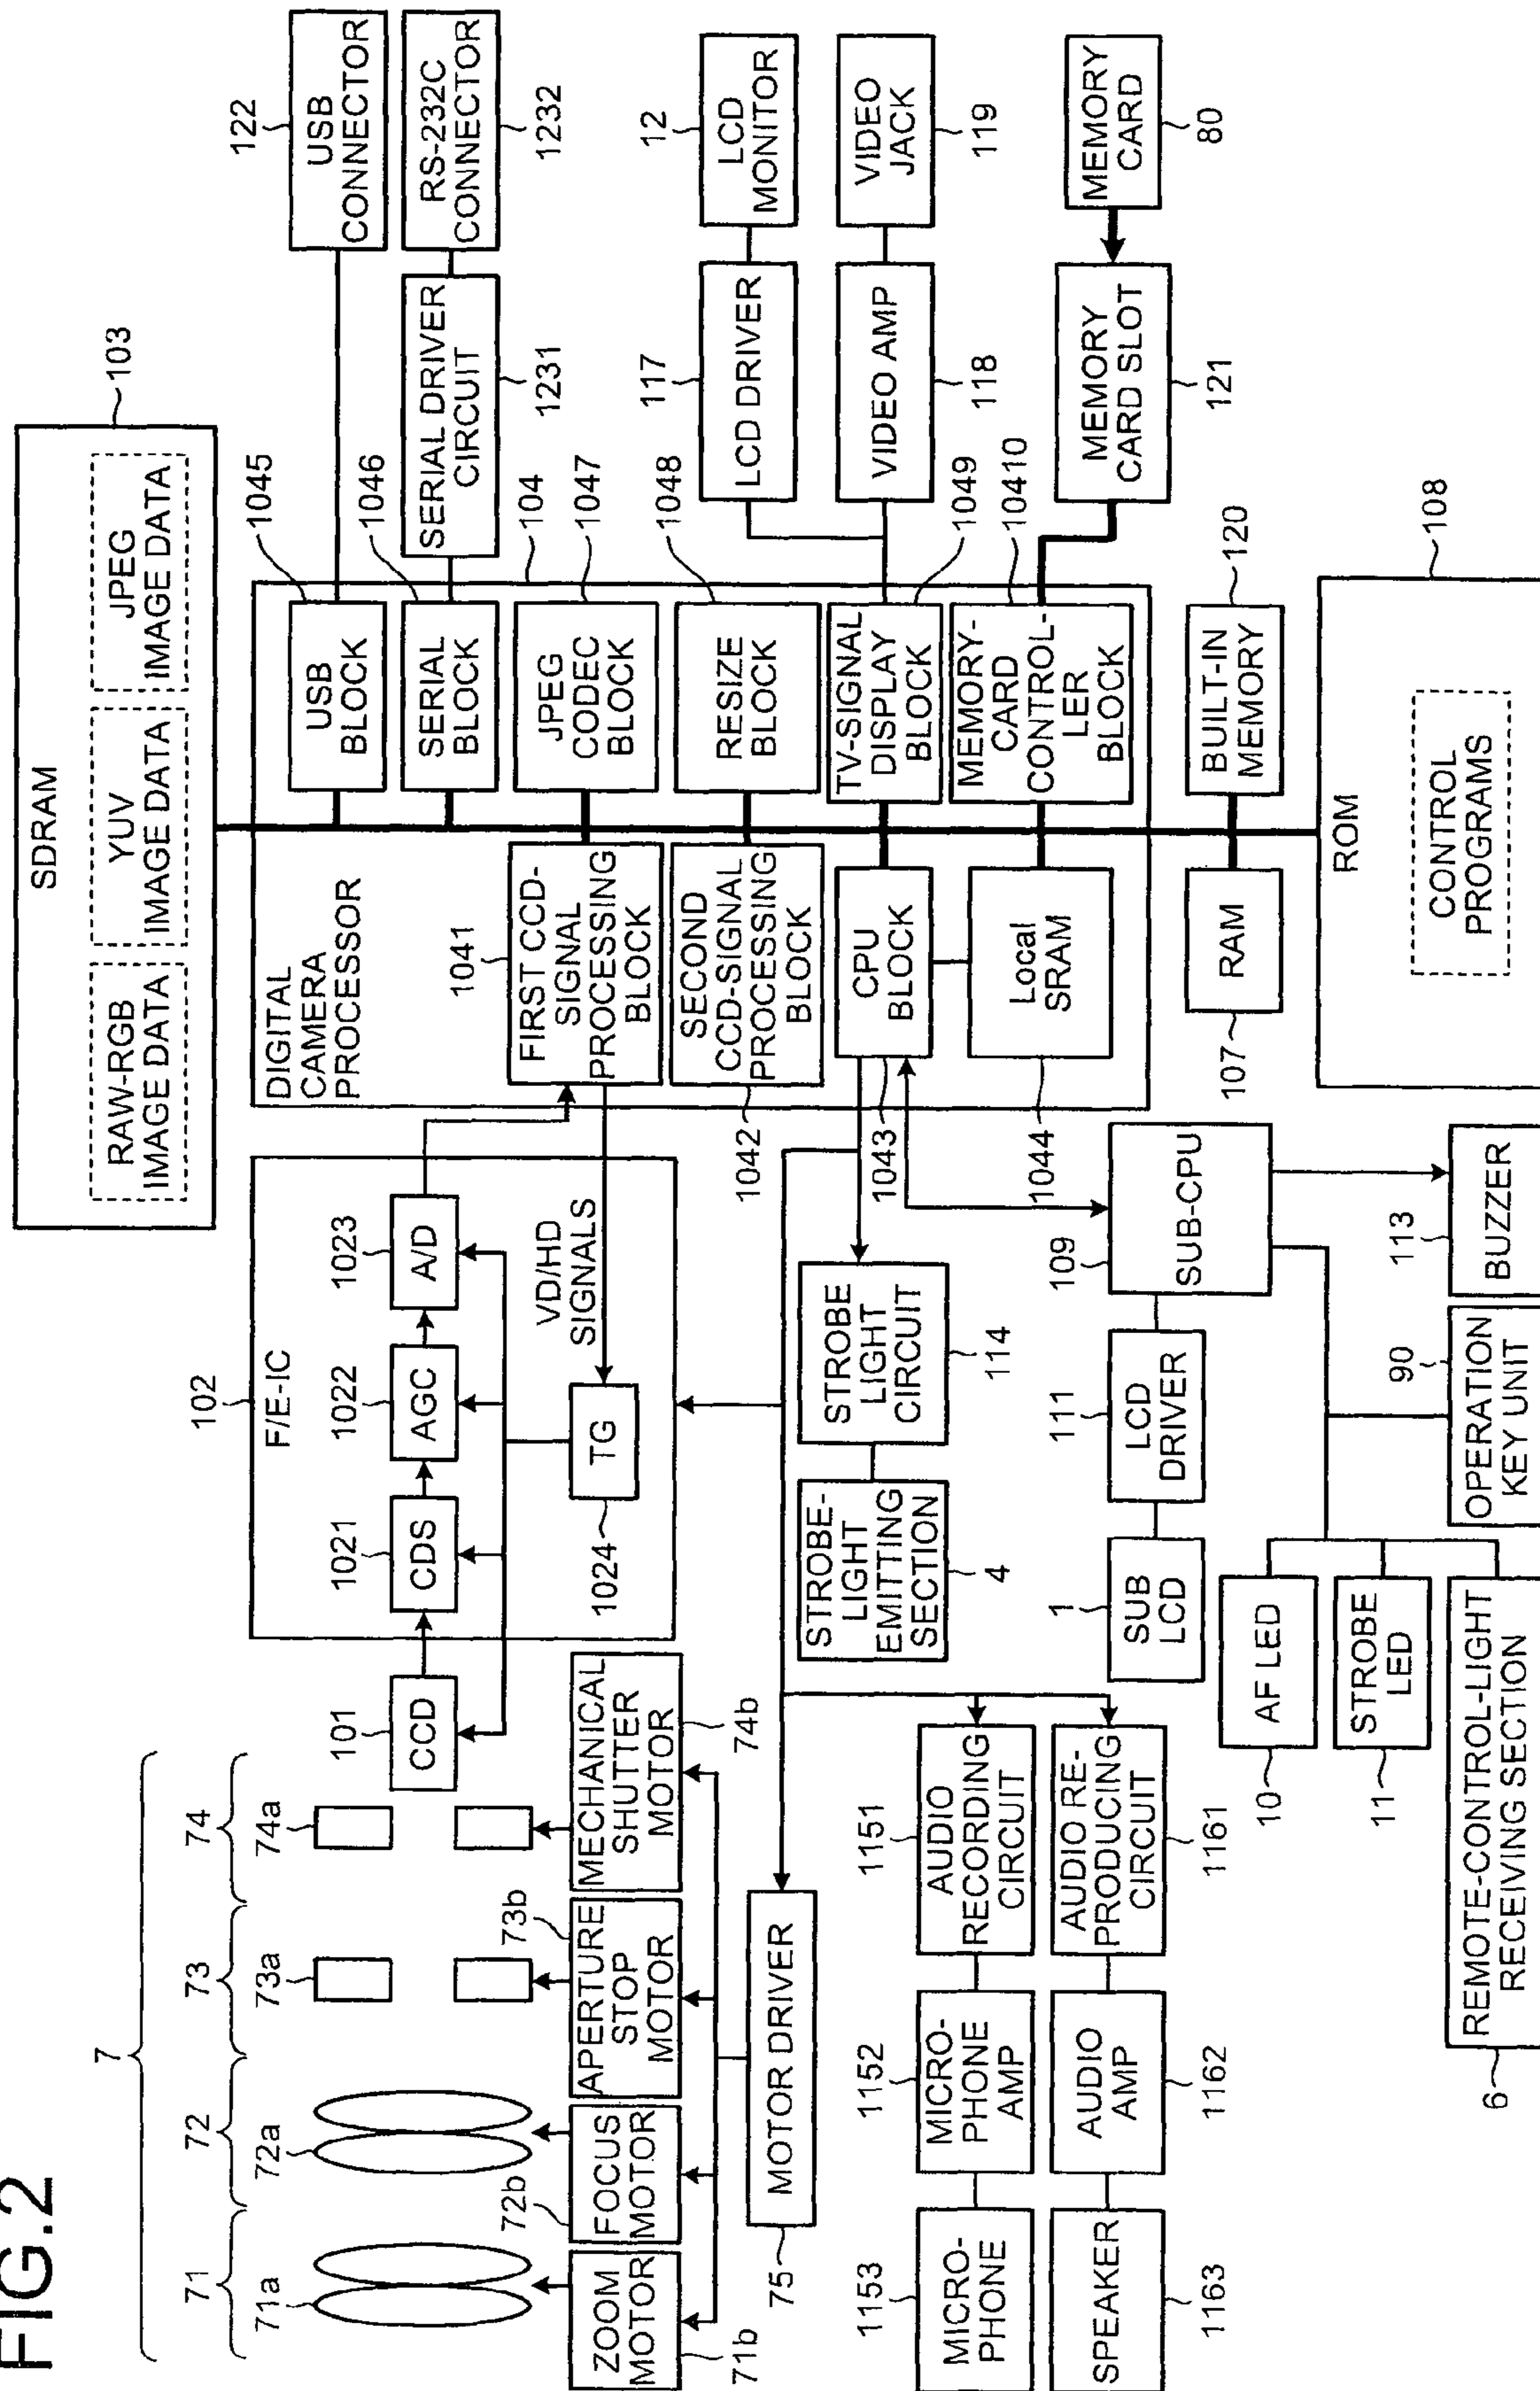 FIG.2
7
71
72
73
74
71a
72a
73a
74a
101
CCD
ZOOM
MOTOR
71b
72b
FOCUS
MOTOR
73b
APERTURE
STOP
MOTOR
MECHANICAL
SHUTTER
MOTOR
74b
MOTOR DRIVER
75
102
F/E-IC
1021
CDS
1022
AGC
1023
A/D
TG
1024
VD/HD
SIGNALS
SDRAM
103
RAW-RGB
IMAGE DATA
YUV
IMAGE DATA
JPEG
IMAGE DATA
DIGITAL
CAMERA
PROCESSOR
104
1041
FIRST CCD-
SIGNAL
PROCESSING
BLOCK
SECOND
CCD-SIGNAL
PROCESSING
BLOCK
1042
CPU
BLOCK
1043
Local
SRAM
1044
USB
BLOCK
1045
SERIAL
BLOCK
1046
JPEG
CODEC
BLOCK
1047
RESIZE
BLOCK
1048
TV-SIGNAL
DISPLAY
BLOCK
1049
MEMORY-
CARD
CONTROL-
LER
BLOCK
10410
122
USB
CONNECTOR
SERIAL DRIVER
CIRCUIT
1231
RS-232C
CONNECTOR
1232
117
LCD DRIVER
12
LCD
MONITOR
VIDEO AMP
118
VIDEO
JACK
119
MEMORY
CARD SLOT
121
MEMORY
CARD
80
STROBE
LIGHT
CIRCUIT
114
STROBE-
LIGHT
EMITTING
SECTION
4
1151
AUDIO
RECORDING
CIRCUIT
1152
MICRO-
PHONE
AMP
1153
MICRO-
PHONE
AUDIO RE-
PRODUCING
CIRCUIT
1161
AUDIO
AMP
1162
SPEAKER
1163
109
SUB-CPU
111
LCD
DRIVER
1
SUB
LCD
AF LED
10
STROBE
LED
11
REMOTE-CONTROL-LIGHT
RECEIVING SECTION
6
90
OPERATION
KEY UNIT
113
BUZZER
107
RAM
BUILT-IN
MEMORY
120
ROM
108
CONTROL
PROGRAMS